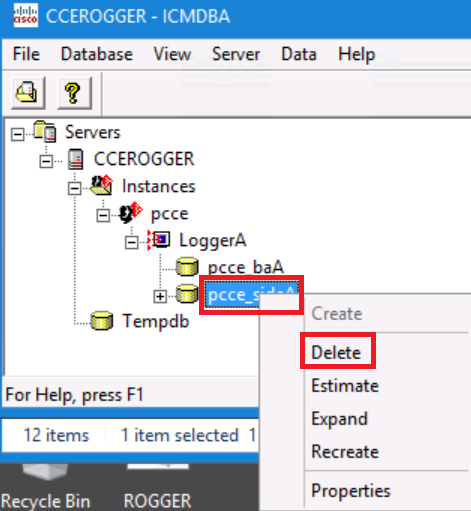 CISCO CCEROGGER - ICMDBA
File Database View Server Data Help
Servers
CCEROGGER
Instances
pcce
LoggerA
pcce_baA
pcce_sideA
Tempdb
Create
Delete
Estimate
Expand
Recreate
Properties
For Help, press F1
12 items 1 item selected 1
Recycle Bin ROGGER